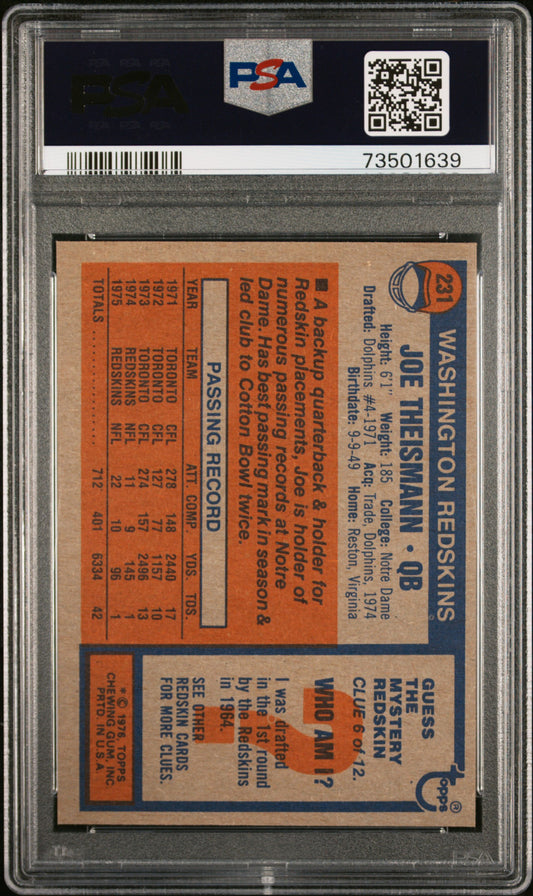 PSA
PSA
73501639
231
WASHINGTON REDSKINS
JOE THEISMANN • QB
Height: 6'1" Weight: 185 College: Notre Dame
Drafted: Dolphins #4-1971 Acq: Trade, Dolphins, 1974
Birthdate: 9-9-49 Home: Reston, Virginia
■ A backup quarterback & holder for
Redskin placements, Joe is holder of
numerous passing records at Notre
Dame. Has best passing mark in season &
led club to Cotton Bowl twice.
PASSING RECORD
YEAR TEAM ATT. COMP. YDS. TDS.
1971 TORONTO CFL 278 148 2440 17
1972 TORONTO CFL 127 77 1157 10
1973 TORONTO CFL 274 157 2496 13
1974 REDSKINS NFL 11 9 145 1
1975 REDSKINS NFL 22 10 96 1
TOTALS 712 401 6334 42
topps®
GUESS
THE
MYSTERY
REDSKIN
CLUE 6 of 12.
WHO AM I?
I was drafted
in the 1st round
by the Redskins
in 1964.
SEE OTHER
REDSKIN CARDS
FOR MORE CLUES.
* © 1976, TOPPS
CHEWING GUM, INC
PRTD. IN U.S.A.
PSA